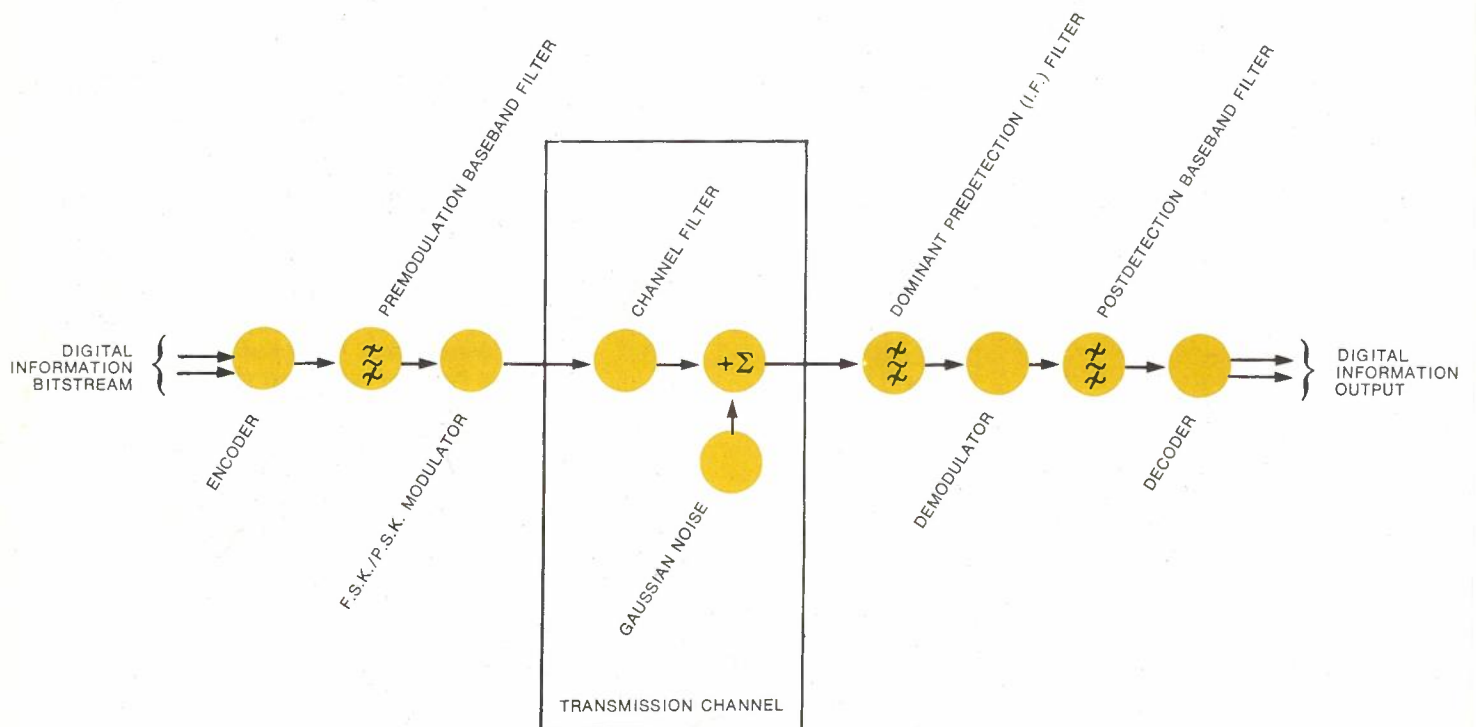 PREMODULATION BASEBAND FILTER
DOMINANT PREDETECTION (I.F.) FILTER
POSTDETECTION BASEBAND FILTER
CHANNEL FILTER
DIGITAL
INFORMATION
BITSTREAM
+Σ
DIGITAL
INFORMATION
OUTPUT
ENCODER
F.S.K./P.S.K. MODULATOR
GAUSSIAN NOISE
DEMODULATOR
DECODER
TRANSMISSION CHANNEL